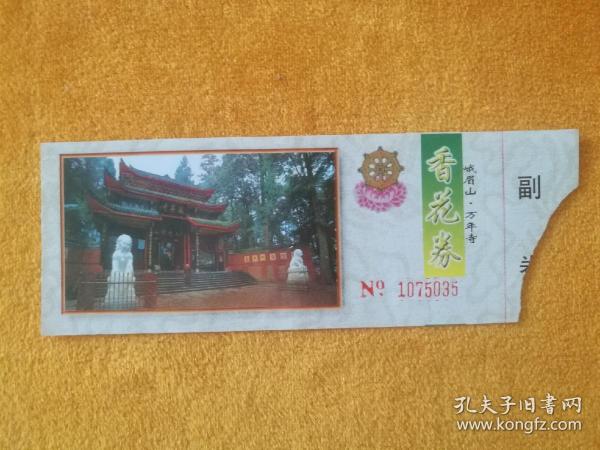 香花券
峨眉山·万年寺
№ 1075035
副
孔夫子旧书网
www.kongfz.com